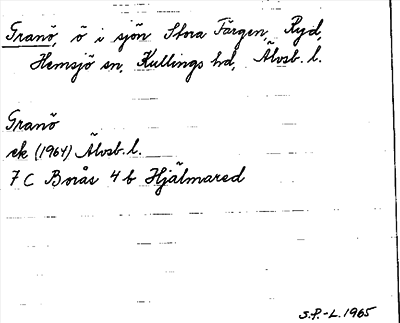 Granö, ö i sjön Stora Färgen, Ryd,
Hemsjö sn, Kullings hd, Älvsb. l.
Granö
ek (1964) Älvsb. l.
7 C Borås 4 b Hjälmared
S.P.-L. 1965